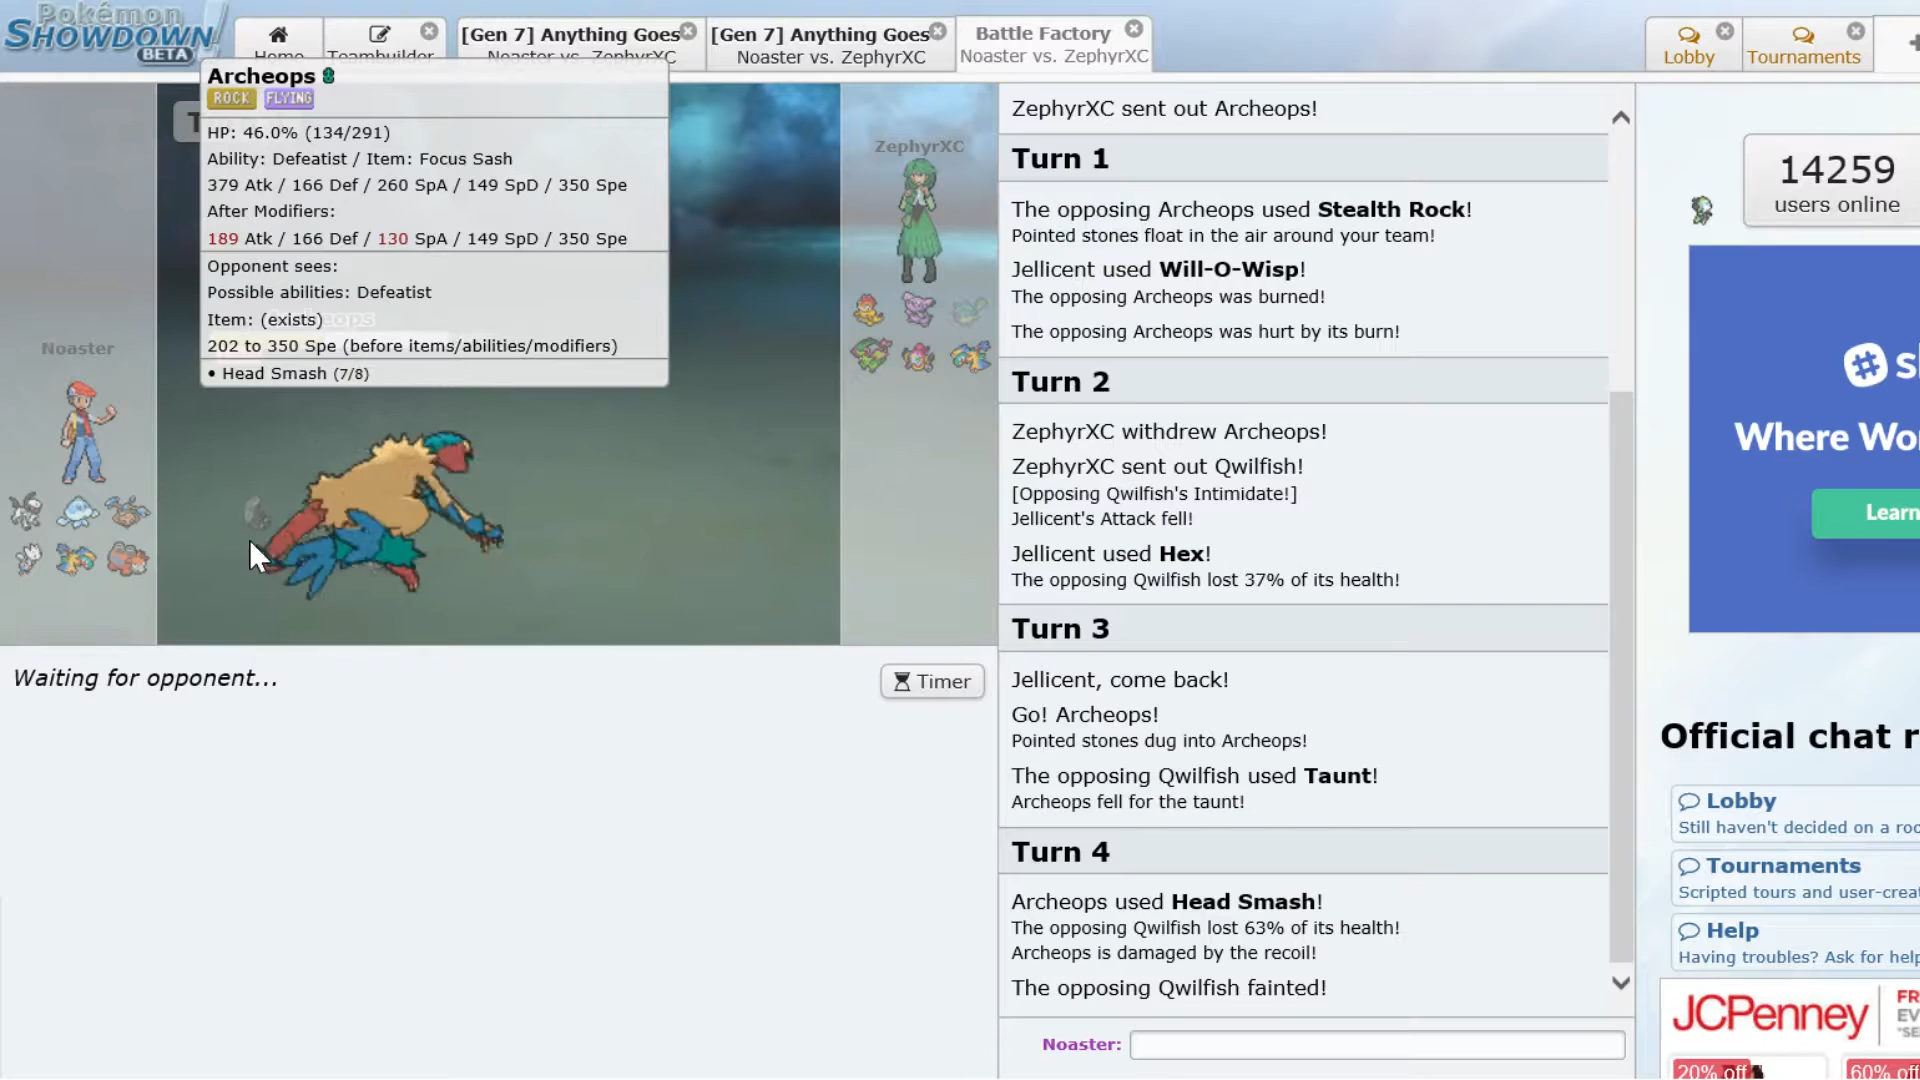 Pokémon
SHOWDOWN
BETA
Home
Teambuilder
[Gen 7] Anything Goes
Noaster vs. ZephyrXC
[Gen 7] Anything Goes
Noaster vs. ZephyrXC
Battle Factory
Noaster vs. ZephyrXC
Lobby
Tournaments
Archeops
ROCK FLYING
HP: 46.0% (134/291)
Ability: Defeatist / Item: Focus Sash
379 Atk / 166 Def / 260 SpA / 149 SpD / 350 Spe
After Modifiers:
189 Atk / 166 Def / 130 SpA / 149 SpD / 350 Spe
Opponent sees:
Possible abilities: Defeatist
Item: (exists)
202 to 350 Spe (before items/abilities/modifiers)
• Head Smash (7/8)
Noaster
ZephyrXC
Waiting for opponent...
Timer
ZephyrXC sent out Archeops!
Turn 1
The opposing Archeops used Stealth Rock!
Pointed stones float in the air around your team!
Jellicent used Will-O-Wisp!
The opposing Archeops was burned!
The opposing Archeops was hurt by its burn!
Turn 2
ZephyrXC withdrew Archeops!
ZephyrXC sent out Qwilfish!
[Opposing Qwilfish's Intimidate!]
Jellicent's Attack fell!
Jellicent used Hex!
The opposing Qwilfish lost 37% of its health!
Turn 3
Jellicent, come back!
Go! Archeops!
Pointed stones dug into Archeops!
The opposing Qwilfish used Taunt!
Archeops fell for the taunt!
Turn 4
Archeops used Head Smash!
The opposing Qwilfish lost 63% of its health!
Archeops is damaged by the recoil!
The opposing Qwilfish fainted!
Noaster:
14259
users online
Where Wo
Learn
Official chat r
Lobby
Still haven't decided on a roo
Tournaments
Scripted tours and user-crea
Help
Having troubles? Ask for help
JCPenney
FR
EV
*SE
20% off
60% off